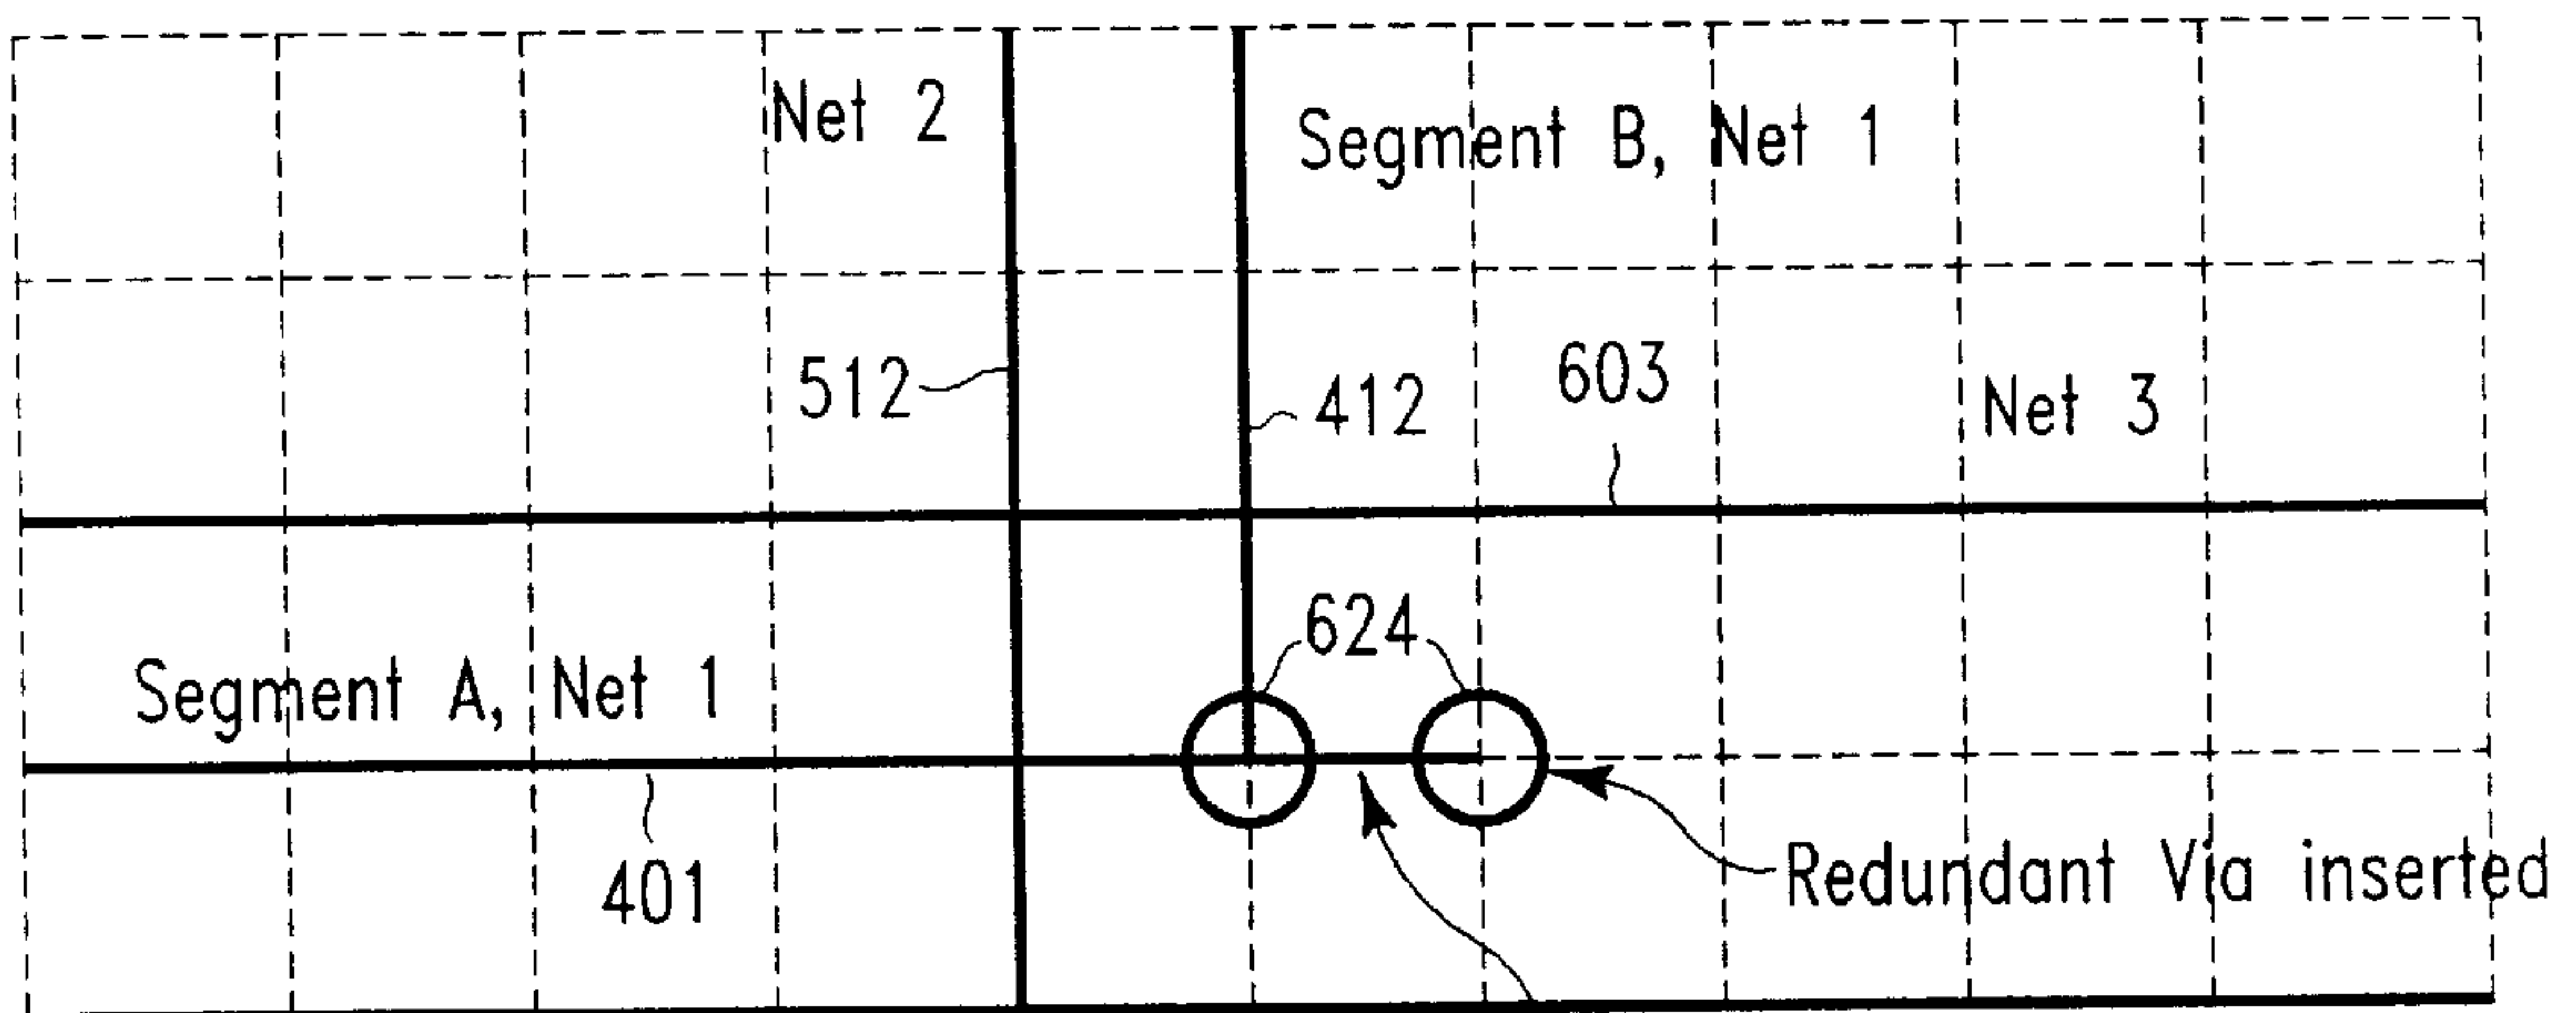 Net 2
Segment B, Net 1
512
412
603
Net 3
624
Segment A, Net 1
401
Redundant Via inserted